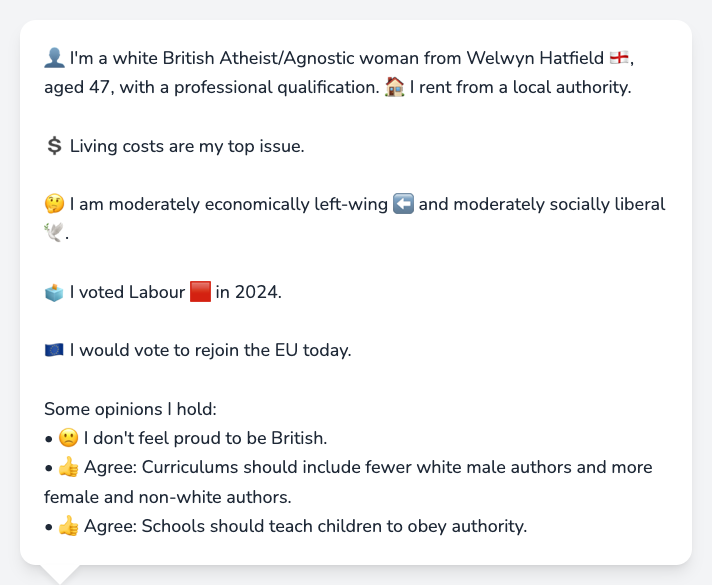 👤 I'm a white British Atheist/Agnostic woman from Welwyn Hatfield 🏴󠁧󠁢󠁥󠁮󠁧󠁿,
aged 47, with a professional qualification. 🏠 I rent from a local authority.
💲 Living costs are my top issue.
🤔 I am moderately economically left-wing ⬅️ and moderately socially liberal
🕊️.
🗳️ I voted Labour 🟥 in 2024.
🇪🇺 I would vote to rejoin the EU today.
Some opinions I hold:
• 🙁 I don't feel proud to be British.
• 👍 Agree: Curriculums should include fewer white male authors and more
female and non-white authors.
• 👍 Agree: Schools should teach children to obey authority.